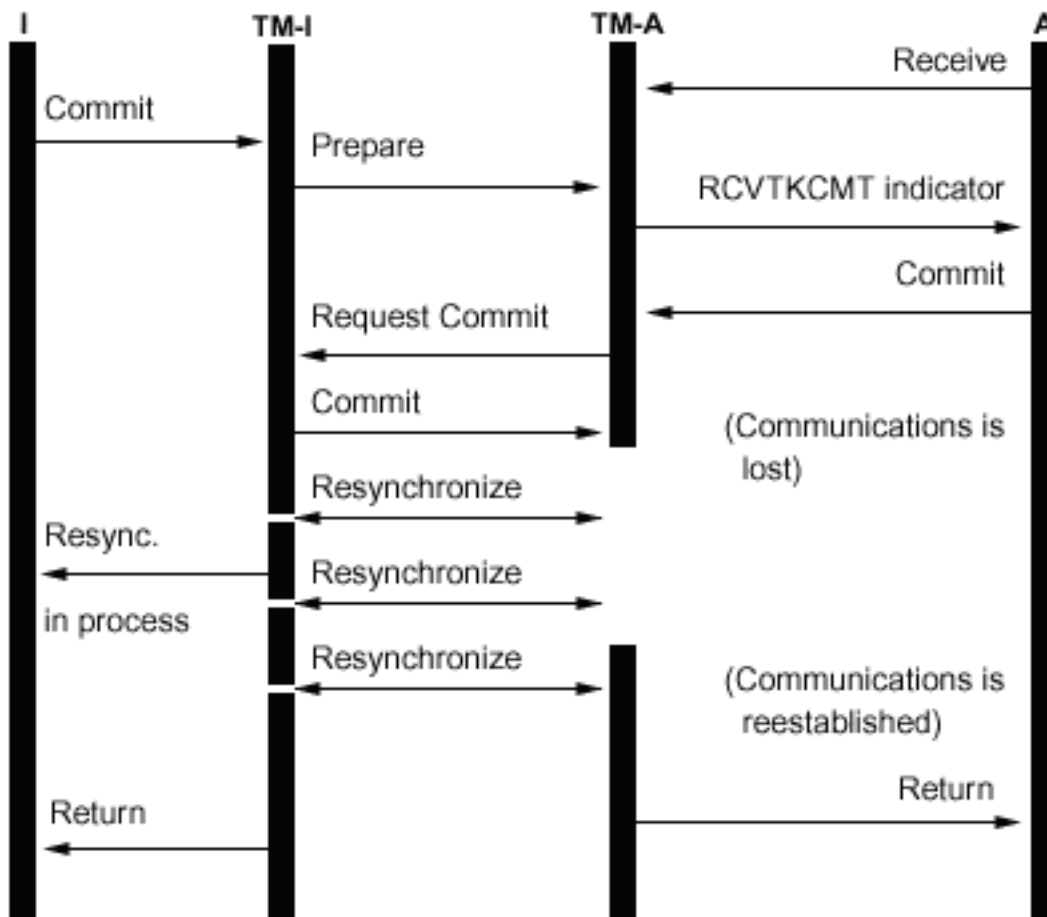 I TM-I TM-A A
Receive
Commit
Prepare
RCVTKCMT indicator
Commit
Request Commit
Commit
(Communications is
lost)
Resynchronize
Resync.
Resynchronize
in process
Resynchronize
(Communications is
reestablished)
Return
Return